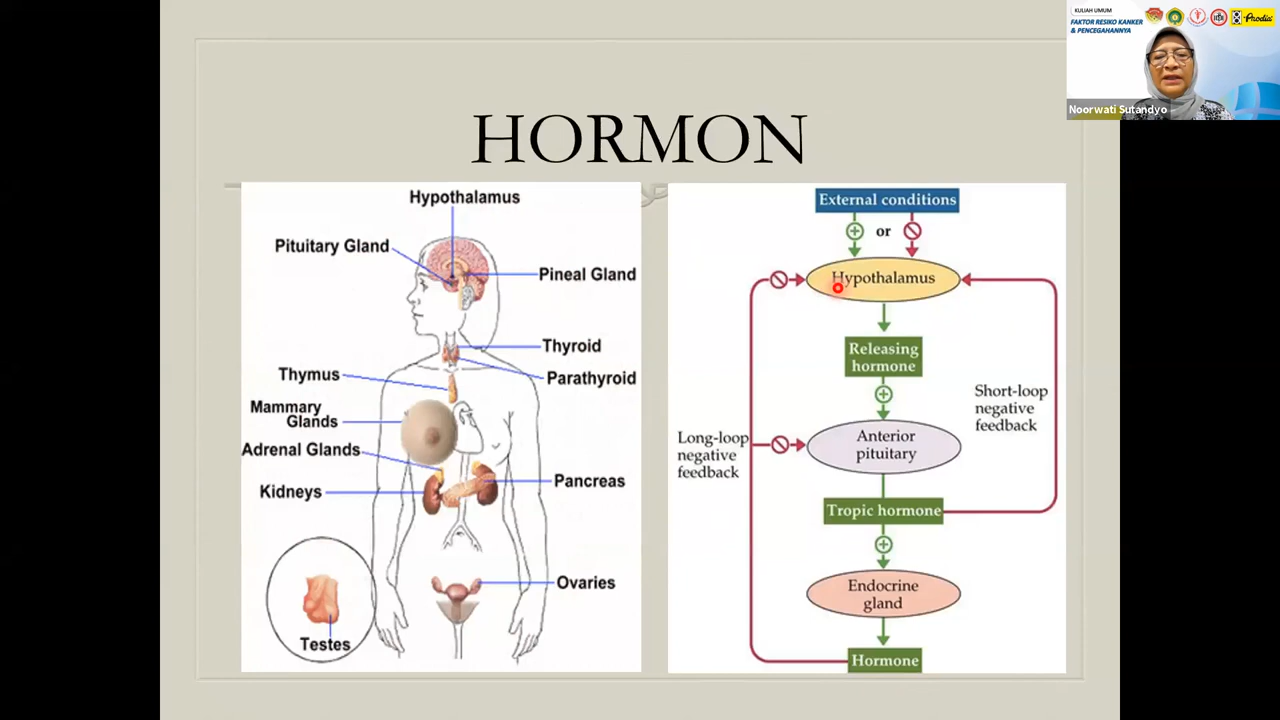 KULIAH UMUM
FAKTOR RESIKO KANKER
& PENCEGAHANNYA
Prodia
Noorwati Sutandyo
HORMON
Hypothalamus
Pituitary Gland
Pineal Gland
Thyroid
Thymus
Parathyroid
Mammary
Glands
Adrenal Glands
Kidneys
Pancreas
Ovaries
Testes
External conditions
or
Hypothalamus
Releasing
hormone
Short-loop
negative
feedback
Anterior
pituitary
Long-loop
negative
feedback
Tropic hormone
Endocrine
gland
Hormone